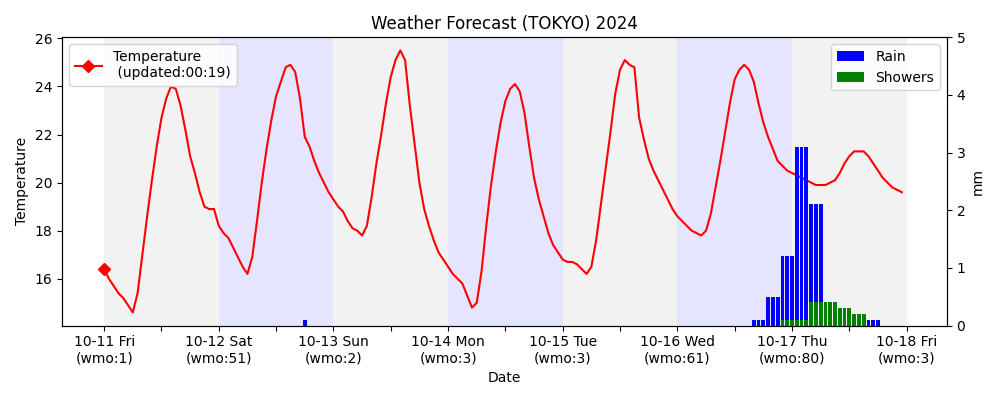 Weather Forecast (TOKYO) 2024
Temperature
(updated:00:19)
Rain
Showers
26
24
22
20
18
16
Temperature
5
4
3
2
1
0
mm
10-11 Fri
(wmo:1)
10-12 Sat
(wmo:51)
10-13 Sun
(wmo:2)
10-14 Mon
(wmo:3)
10-15 Tue
(wmo:3)
10-16 Wed
(wmo:61)
10-17 Thu
(wmo:80)
10-18 Fri
(wmo:3)
Date